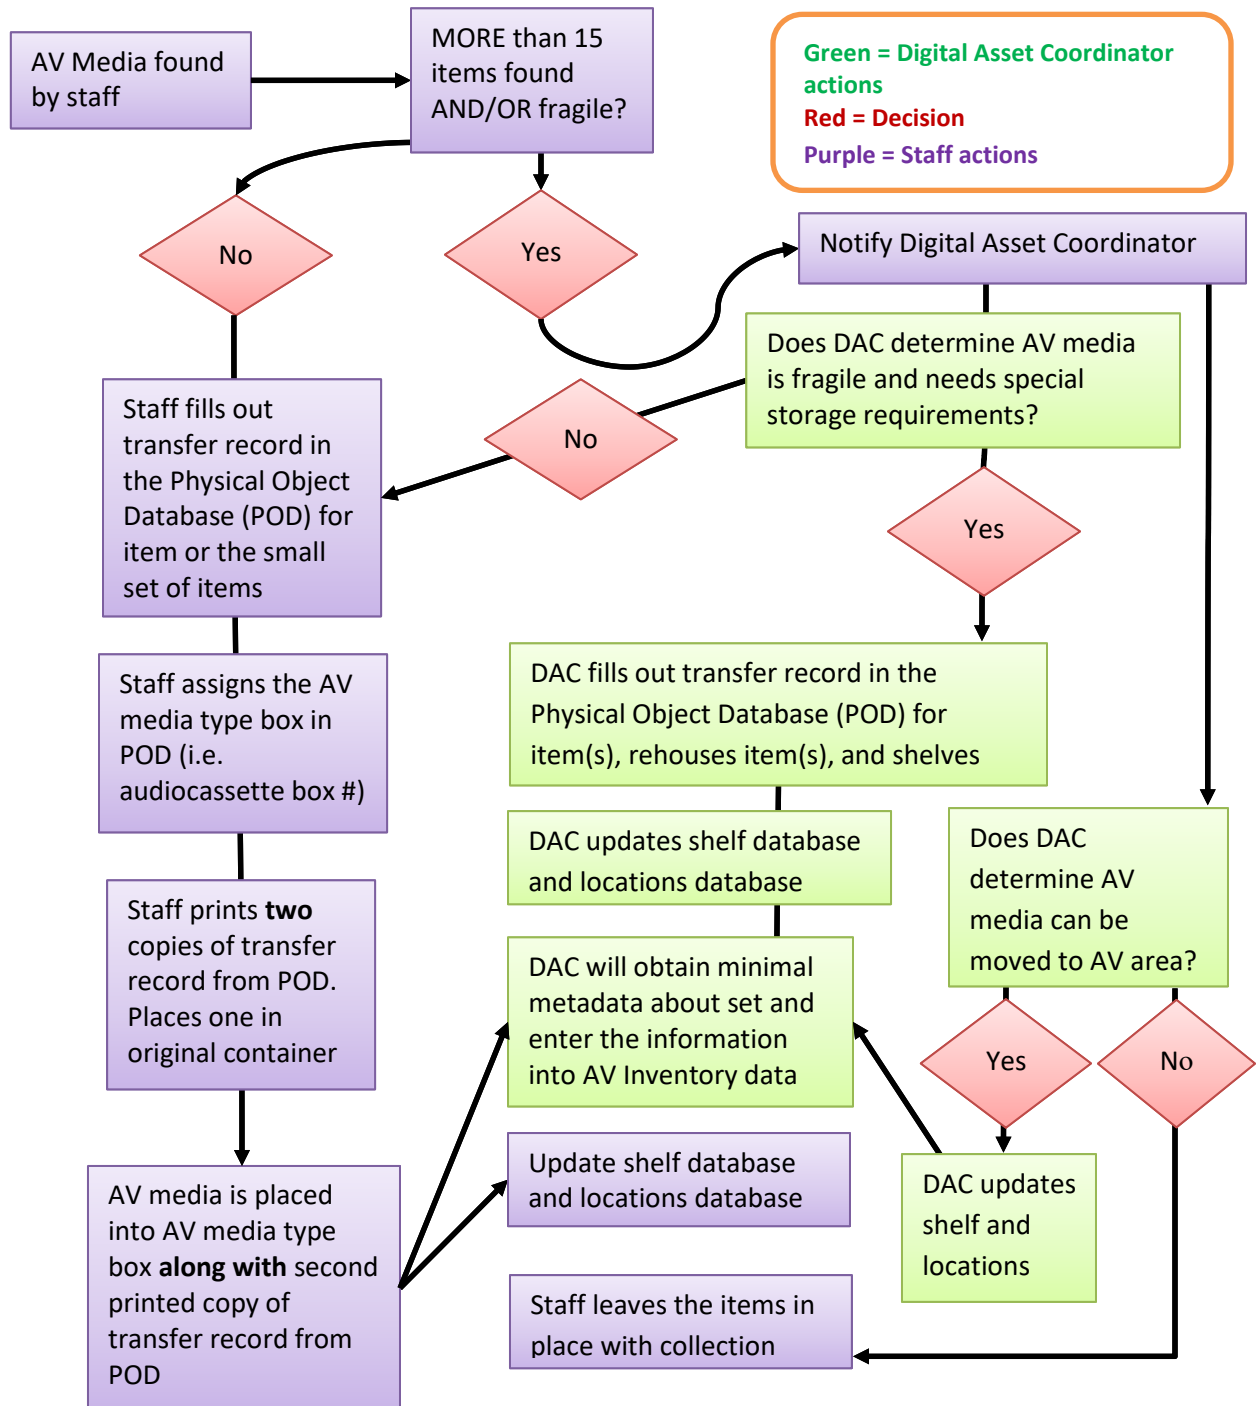 AV Media found
by staff
MORE than 15
items found
AND/OR fragile?
Green = Digital Asset Coordinator
actions
Red = Decision
Purple = Staff actions
No
Yes
Notify Digital Asset Coordinator
Does DAC determine AV media
is fragile and needs special
storage requirements?
No
Yes
Staff fills out
transfer record in
the Physical Object
Database (POD) for
item or the small
set of items
DAC fills out transfer record in the
Physical Object Database (POD) for
item(s), rehouses item(s), and shelves
Staff assigns the AV
media type box in
POD (i.e.
audiocassette box #)
DAC updates shelf database
and locations database
Does DAC
determine AV
media can be
moved to AV area?
Staff prints two
copies of transfer
record from POD.
Places one in
original container
DAC will obtain minimal
metadata about set and
enter the information
into AV Inventory data
Yes
No
AV media is placed
into AV media type
box along with second
printed copy of
transfer record from
POD
Update shelf database
and locations database
DAC updates
shelf and
locations
Staff leaves the items in
place with collection